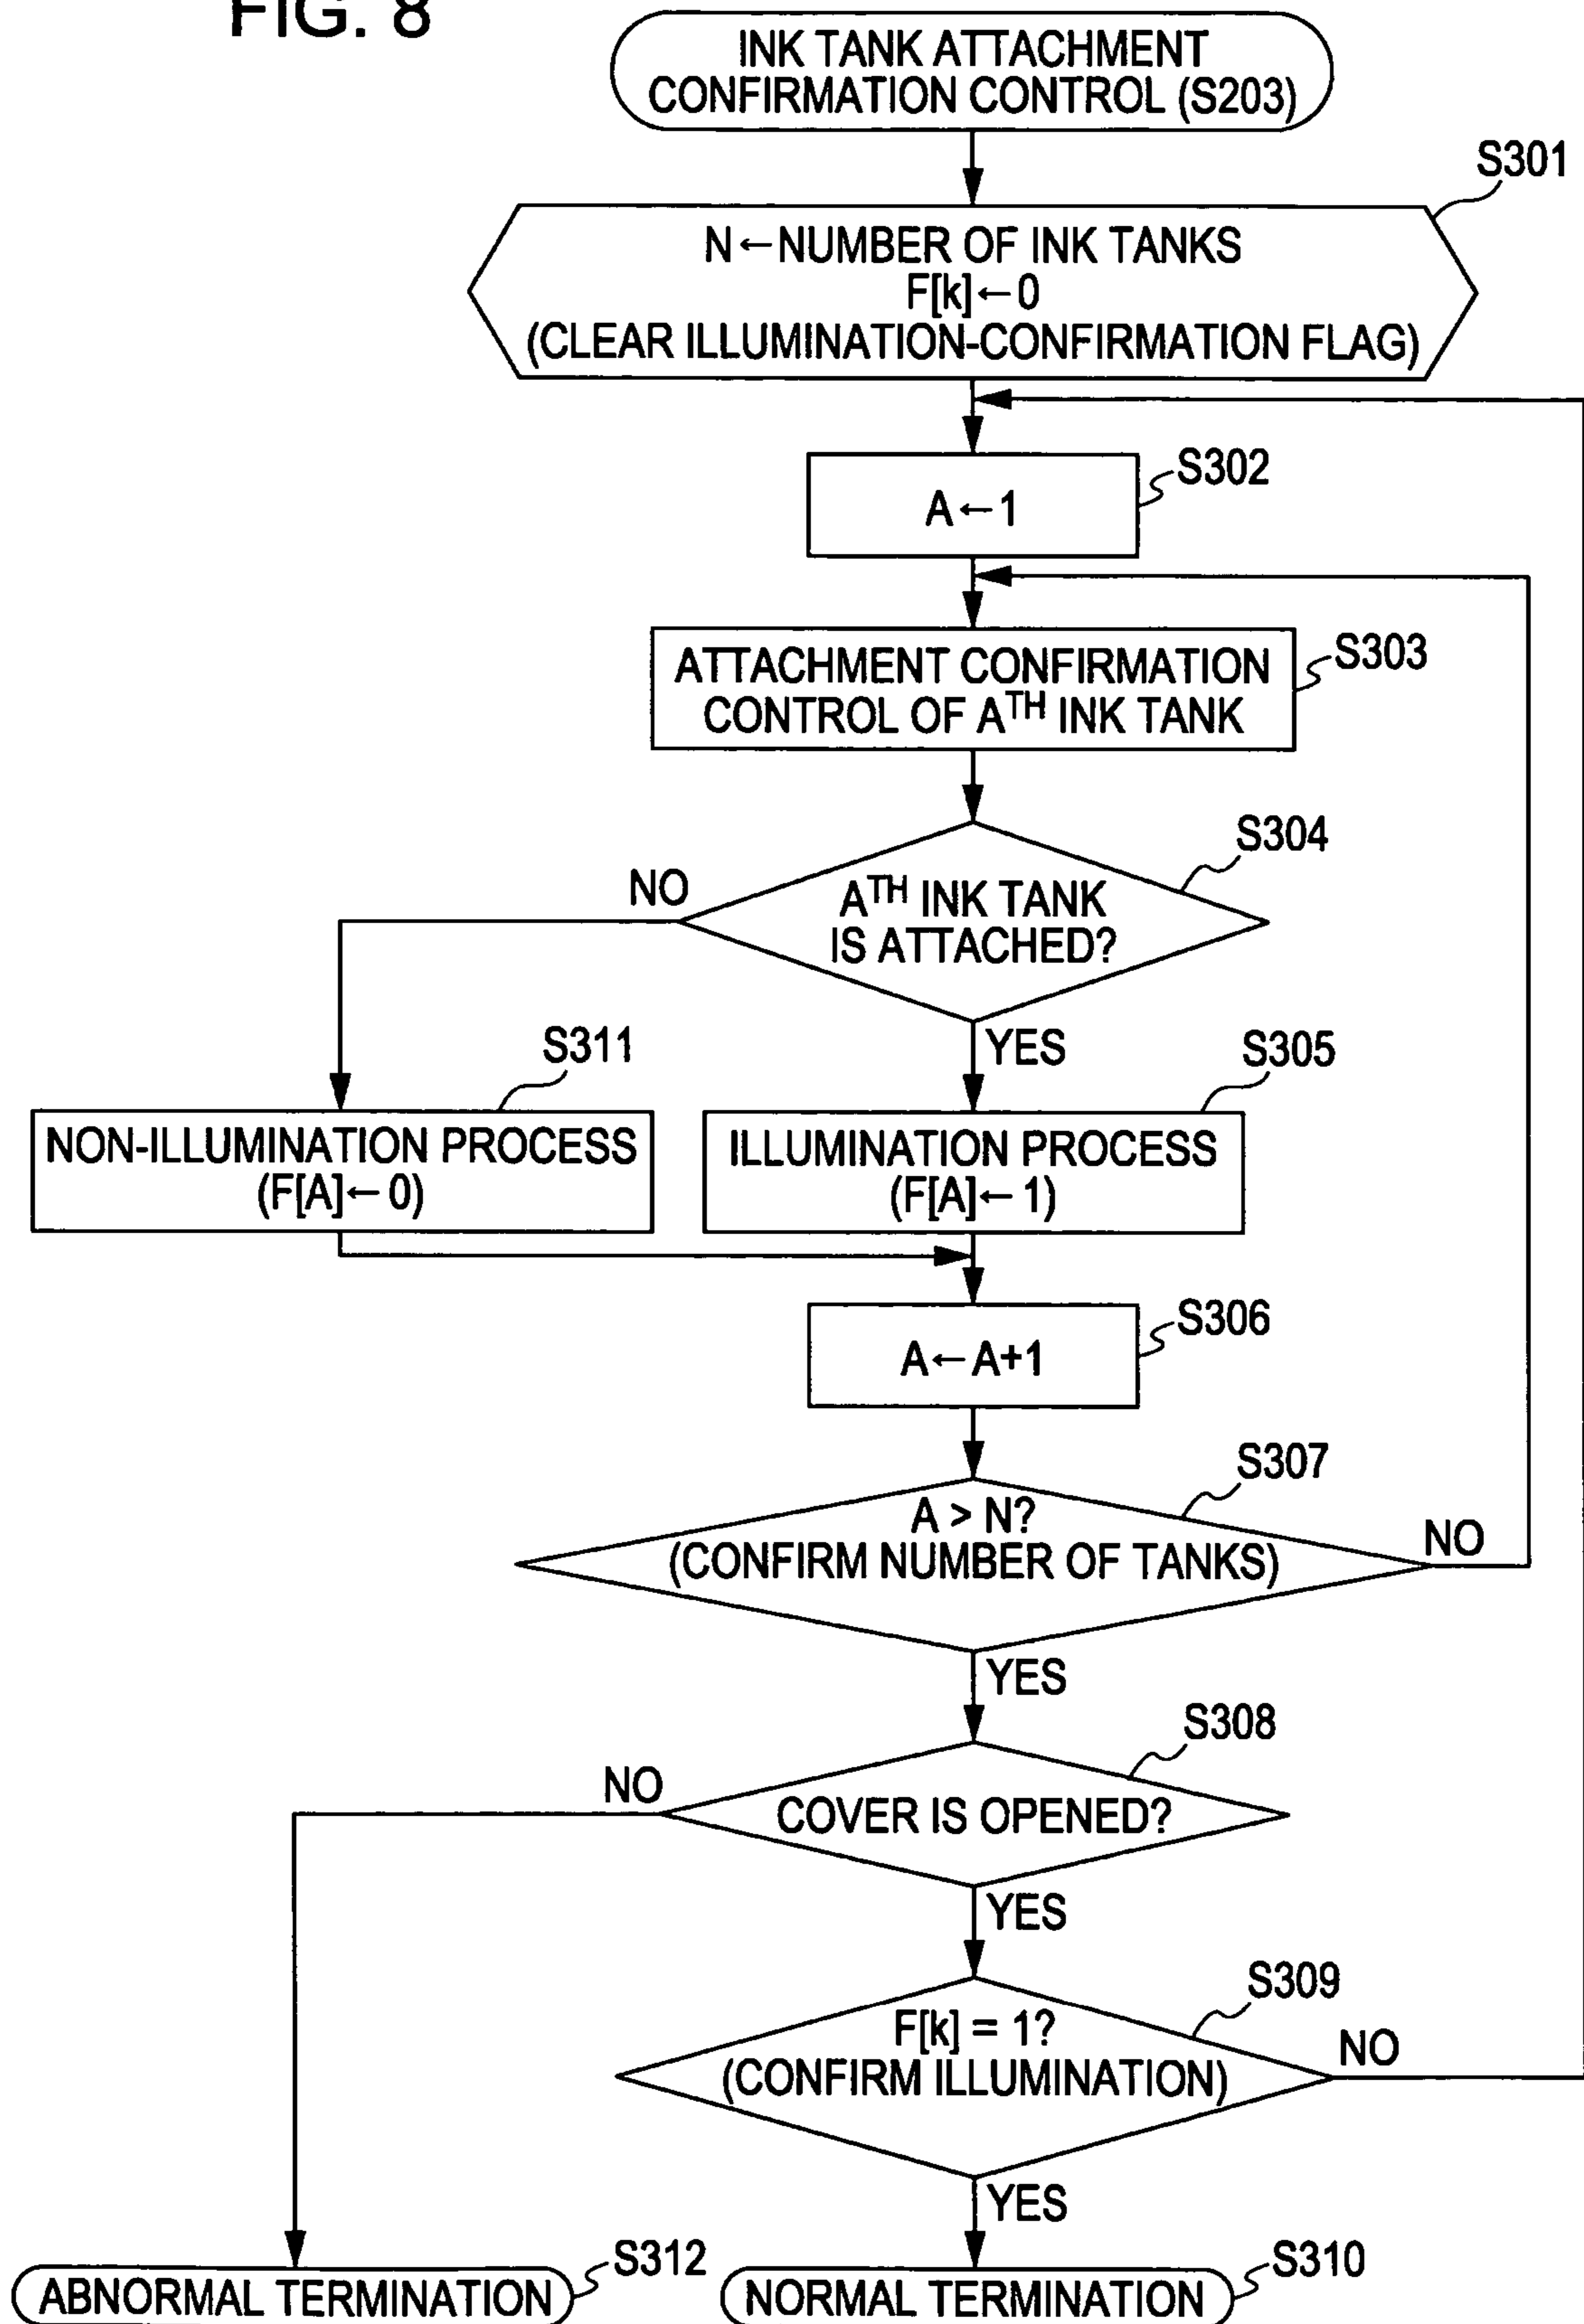 FIG. 8
INK TANK ATTACHMENT
CONFIRMATION CONTROL (S203)
S301
N←NUMBER OF INK TANKS
F[k]←0
(CLEAR ILLUMINATION-CONFIRMATION FLAG)
S302
A←1
S303
ATTACHMENT CONFIRMATION
CONTROL OF ATH INK TANK
S304
NO
ATH INK TANK
IS ATTACHED?
YES
S311
S305
NON-ILLUMINATION PROCESS
(F[A]←0)
ILLUMINATION PROCESS
(F[A]←1)
S306
A←A+1
S307
A > N?
(CONFIRM NUMBER OF TANKS)
NO
YES
S308
NO
COVER IS OPENED?
YES
S309
F[k] = 1?
(CONFIRM ILLUMINATION)
NO
YES
S312
S310
ABNORMAL TERMINATION
NORMAL TERMINATION